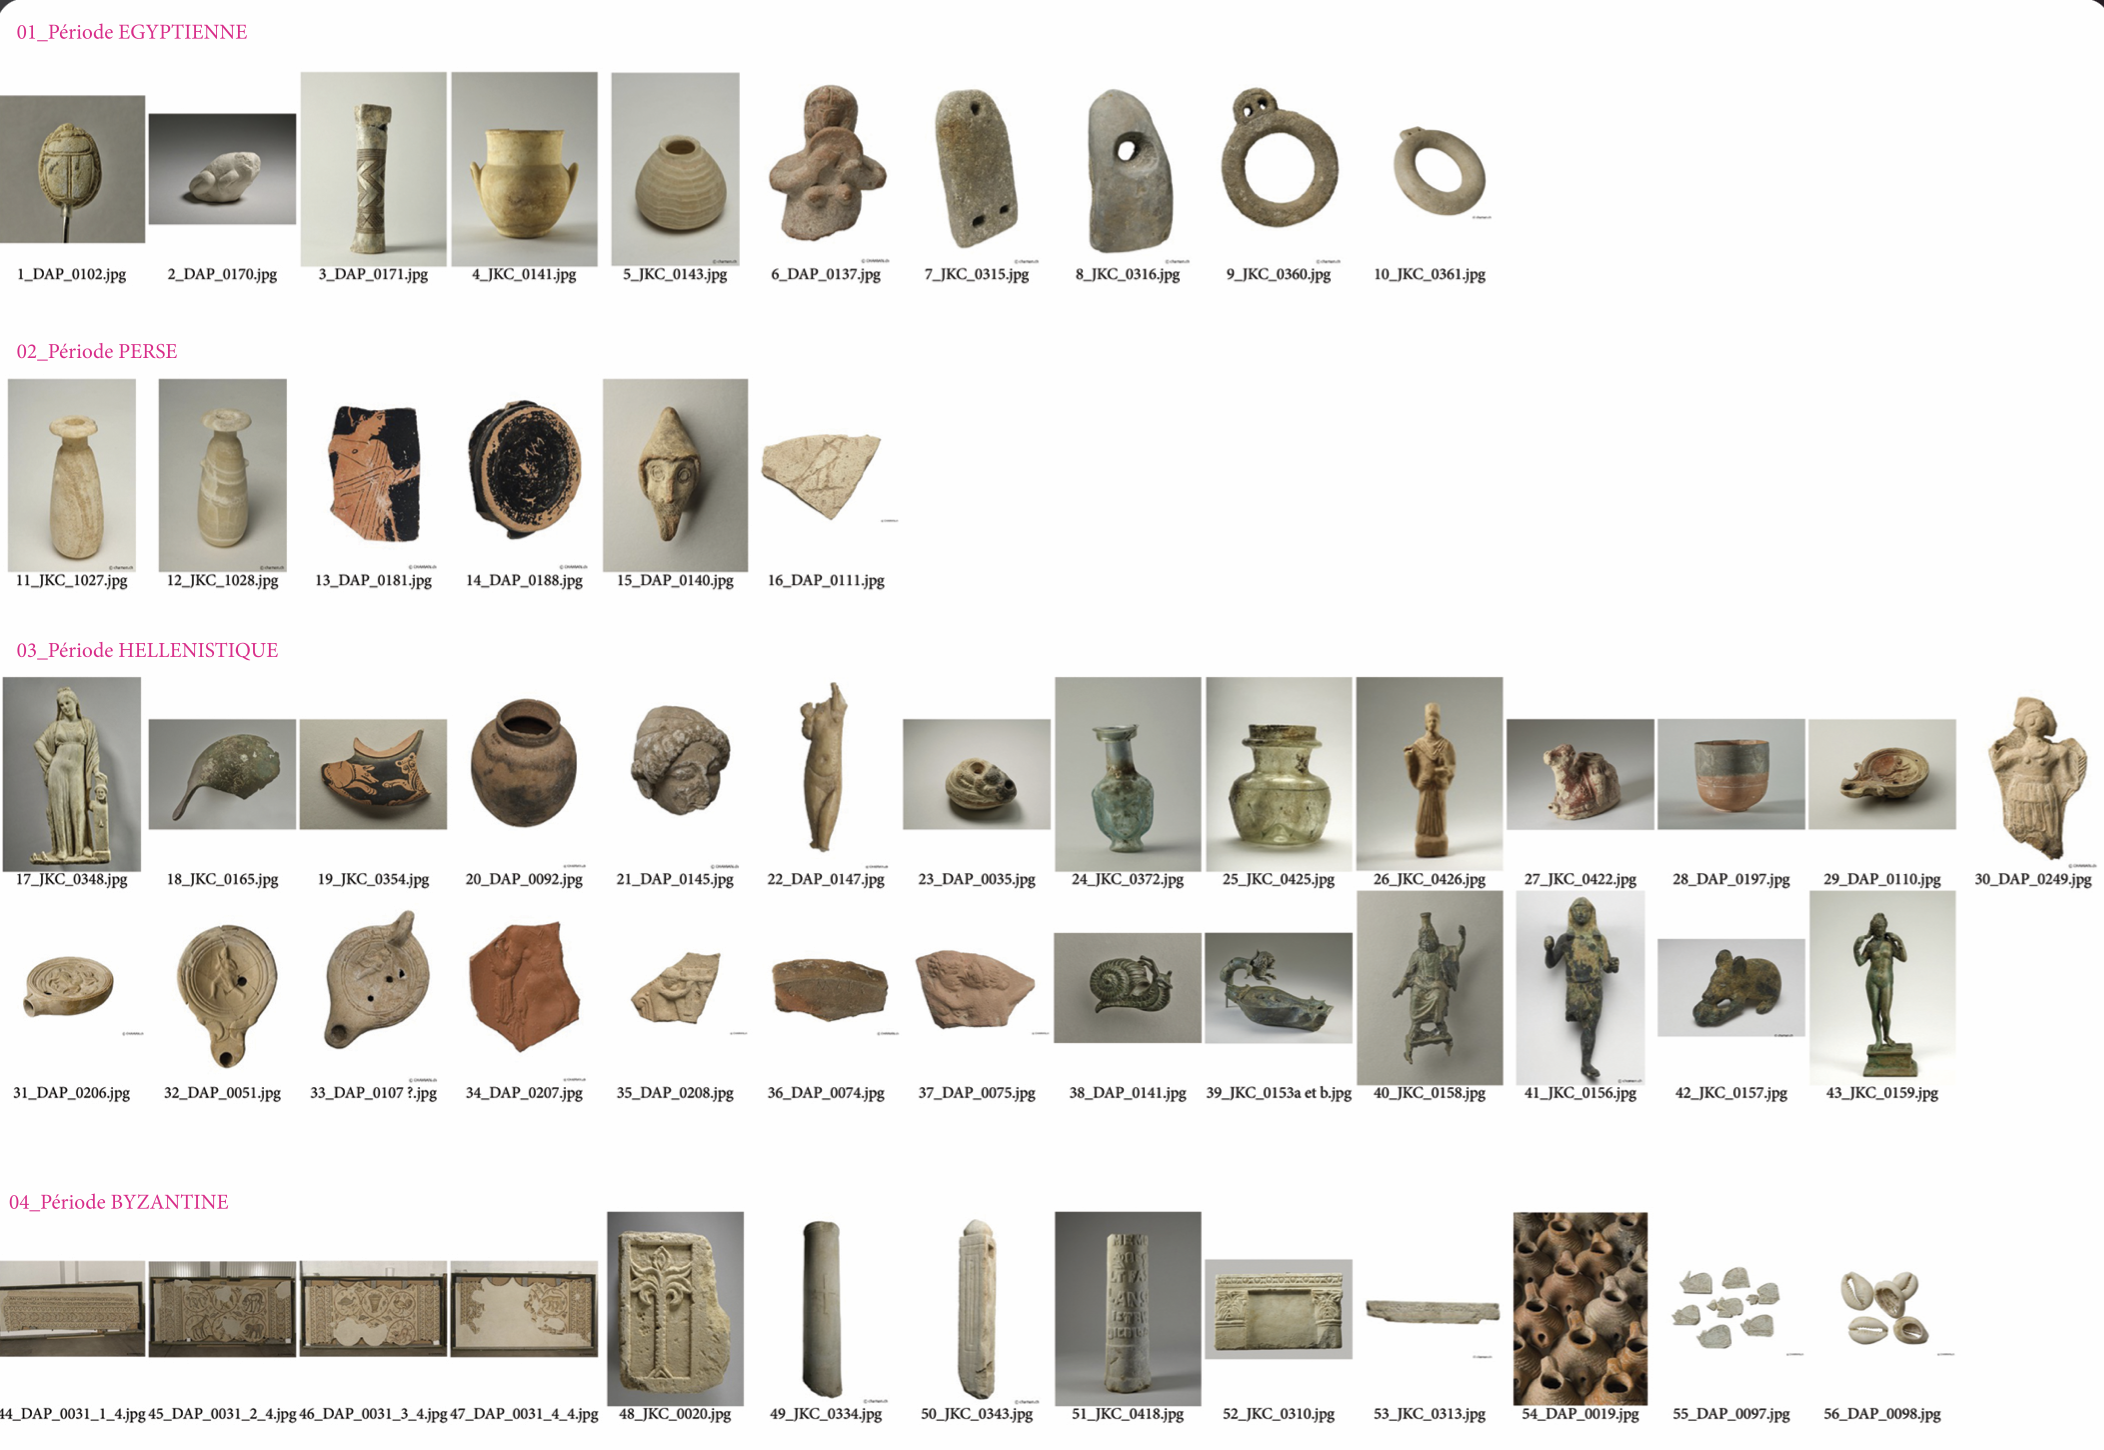 01_Période EGYPTIENNE
1_DAP_0102.jpg 2_DAP_0170.jpg 3_DAP_0171.jpg 4_JKC_0141.jpg 5_JKC_0143.jpg 6_DAP_0137.jpg 7_JKC_0315.jpg 8_JKC_0316.jpg 9_JKC_0360.jpg 10_JKC_0361.jpg
02_Période PERSE
11_JKC_1027.jpg 12_JKC_1028.jpg 13_DAP_0181.jpg 14_DAP_0188.jpg 15_DAP_0140.jpg 16_DAP_0111.jpg
03_Période HELLENISTIQUE
17_JKC_0348.jpg 18_JKC_0165.jpg 19_JKC_0354.jpg 20_DAP_0092.jpg 21_DAP_0145.jpg 22_DAP_0147.jpg 23_DAP_0035.jpg 24_JKC_0372.jpg 25_JKC_0425.jpg 26_JKC_0426.jpg 27_JKC_0422.jpg 28_DAP_0197.jpg 29_DAP_0110.jpg 30_DAP_0249.jpg
31_DAP_0206.jpg 32_DAP_0051.jpg 33_DAP_0107 ?.jpg 34_DAP_0207.jpg 35_DAP_0208.jpg 36_DAP_0074.jpg 37_DAP_0075.jpg 38_DAP_0141.jpg 39_JKC_0153a et b.jpg 40_JKC_0158.jpg 41_JKC_0156.jpg 42_JKC_0157.jpg 43_JKC_0159.jpg
04_Période BYZANTINE
44_DAP_0031_1_4.jpg 45_DAP_0031_2_4.jpg 46_DAP_0031_3_4.jpg 47_DAP_0031_4_4.jpg 48_JKC_0020.jpg 49_JKC_0334.jpg 50_JKC_0343.jpg 51_JKC_0418.jpg 52_JKC_0310.jpg 53_JKC_0313.jpg 54_DAP_0019.jpg 55_DAP_0097.jpg 56_DAP_0098.jpg